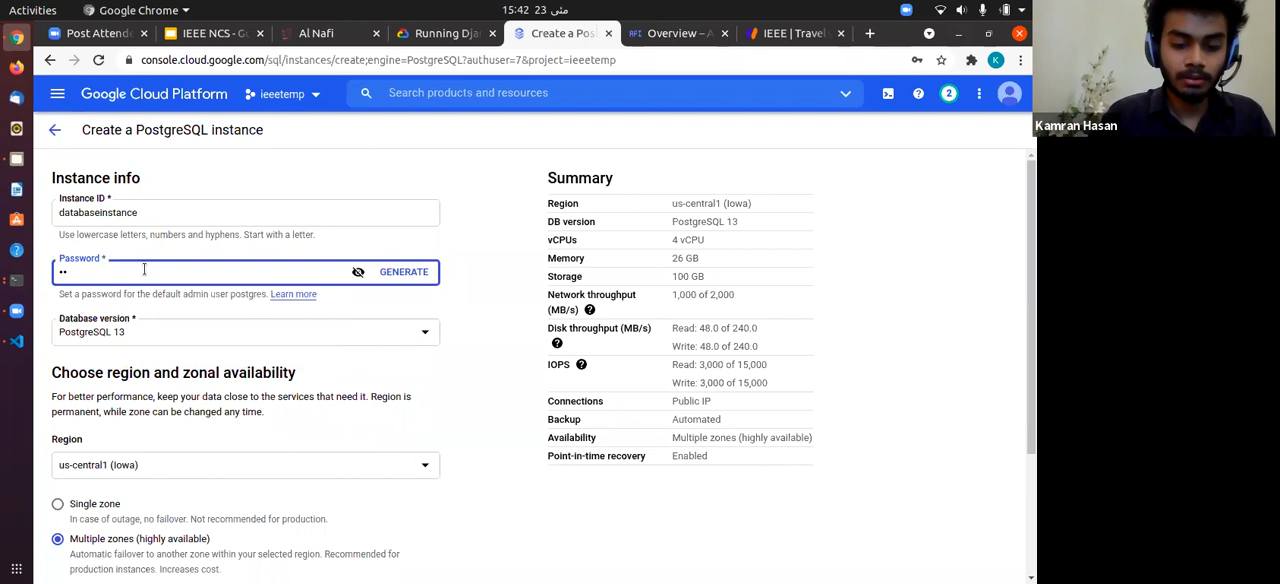 Activities
Google Chrome
15:42 23 مئی
Post Attende
IEEE NCS - G
Al Nafi
Running Dja
Create a Pos
Overview – A
IEEE | Travel
console.cloud.google.com/sql/instances/create;engine=PostgreSQL?authuser=7&project=ieeetemp
K
Google Cloud Platform
ieeetemp
Search products and resources
2
Kamran Hasan
Create a PostgreSQL instance
Instance info
Instance ID *
databaseinstance
Use lowercase letters, numbers and hyphens. Start with a letter.
Password *
••
GENERATE
Set a password for the default admin user postgres. Learn more
Database version *
PostgreSQL 13
Choose region and zonal availability
For better performance, keep your data close to the services that need it. Region is
permanent, while zone can be changed any time.
Region
us-central1 (Iowa)
Single zone
In case of outage, no failover. Not recommended for production.
Multiple zones (highly available)
Automatic failover to another zone within your selected region. Recommended for
production instances. Increases cost.
Summary
Region us-central1 (Iowa)
DB version PostgreSQL 13
vCPUs 4 vCPU
Memory 26 GB
Storage 100 GB
Network throughput 1,000 of 2,000
(MB/s)
Disk throughput (MB/s) Read: 48.0 of 240.0
Write: 48.0 of 240.0
IOPS Read: 3,000 of 15,000
Write: 3,000 of 15,000
Connections Public IP
Backup Automated
Availability Multiple zones (highly available)
Point-in-time recovery Enabled